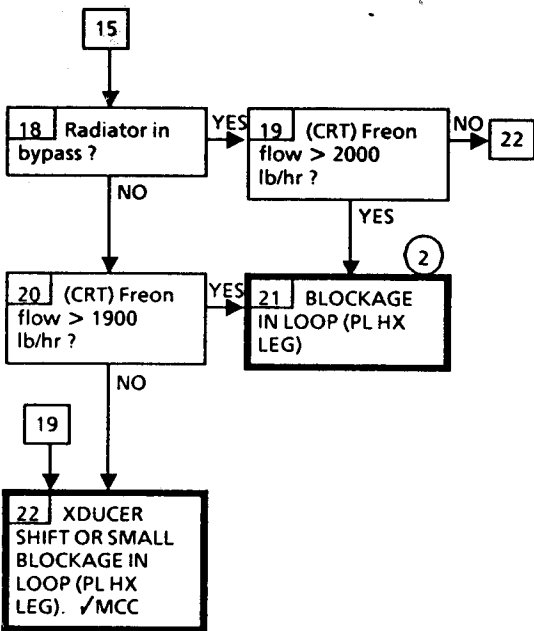 15
18 Radiator in
bypass ?
YES
19 (CRT) Freon
flow > 2000
lb/hr ?
NO
22
NO
YES
2
20 (CRT) Freon
flow > 1900
lb/hr ?
YES
21 BLOCKAGE
IN LOOP (PL HX
LEG)
NO
19
22 XDUCER
SHIFT OR SMALL
BLOCKAGE IN
LOOP (PL HX
LEG). ✓MCC